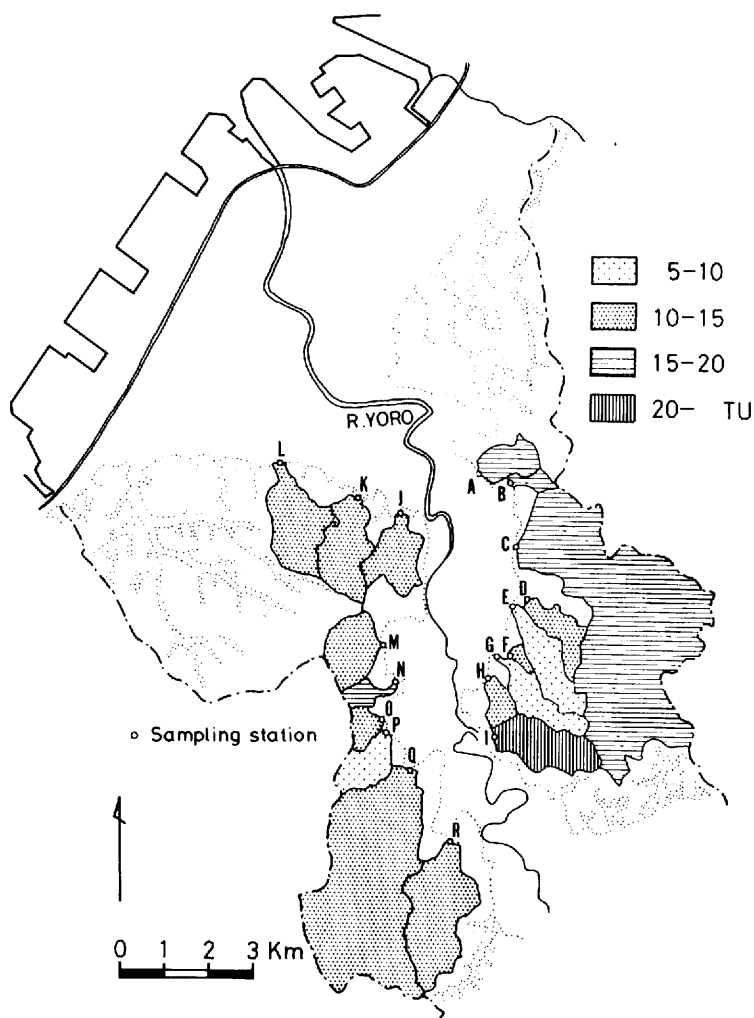 5-10
10-15
15-20
20- TU
R. YORO
L
K
J
A
B
C
D
E
F
G
H
I
M
N
O
P
Q
R
o Sampling station
0 1 2 3 Km